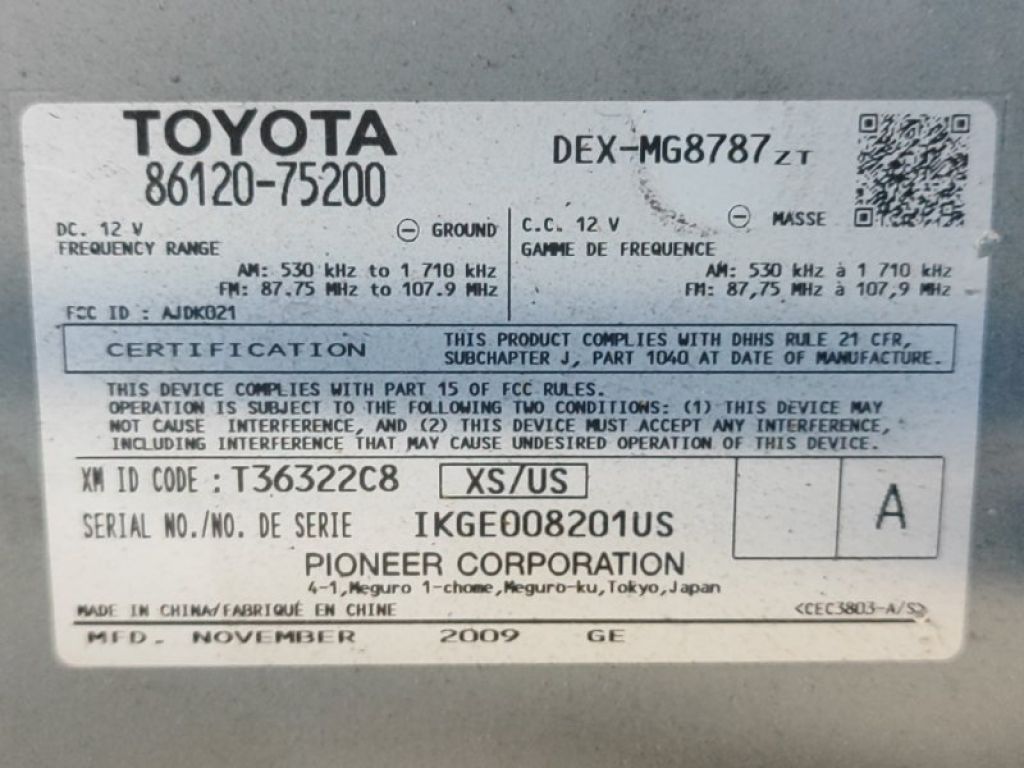 TOYOTA
86120-75200
DEX-MG8787ZT
DC. 12 V ⊖ GROUND
FREQUENCY RANGE
AM: 530 kHz to 1 710 kHz
FM: 87.75 MHz to 107.9 MHz
FCC ID : AJDK021
C.C. 12 V ⊖ MASSE
GAMME DE FREQUENCE
AM: 530 kHz à 1 710 kHz
FM: 87,75 MHz à 107,9 MHz
CERTIFICATION
THIS PRODUCT COMPLIES WITH DHHS RULE 21 CFR,
SUBCHAPTER J, PART 1040 AT DATE OF MANUFACTURE.
THIS DEVICE COMPLIES WITH PART 15 OF FCC RULES.
OPERATION IS SUBJECT TO THE FOLLOWING TWO CONDITIONS: (1) THIS DEVICE MAY
NOT CAUSE INTERFERENCE, AND (2) THIS DEVICE MUST ACCEPT ANY INTERFERENCE,
INCLUDING INTERFERENCE THAT MAY CAUSE UNDESIRED OPERATION OF THIS DEVICE.
XM ID CODE : T36322C8 XS/US
A
SERIAL NO./NO. DE SERIE IKGE008201US
PIONEER CORPORATION
4-1,Meguro 1-chome,Meguro-ku,Tokyo,Japan
MADE IN CHINA/FABRIQUÉ EN CHINE <CEC3803-A/S>
MFD. NOVEMBER 2009 GE